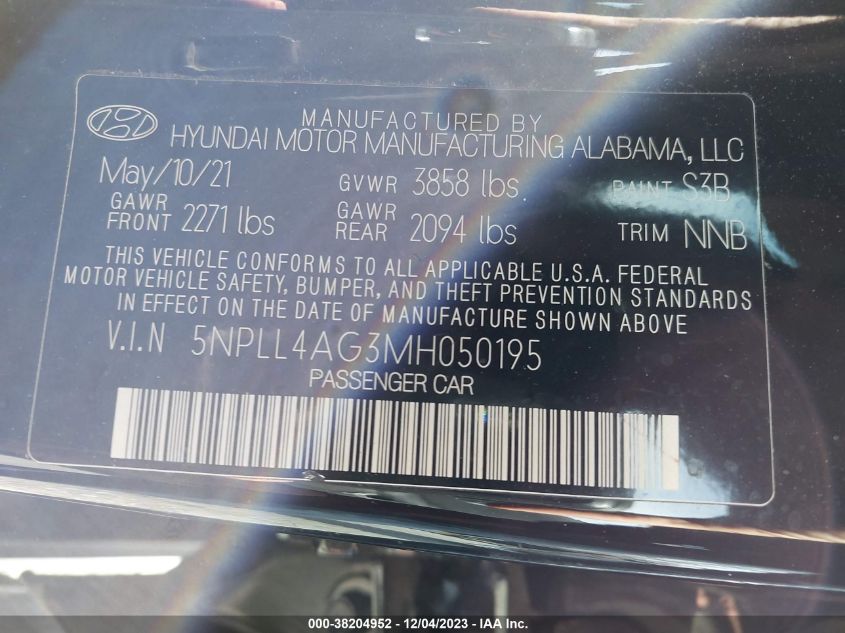 MANUFACTURED BY
HYUNDAI MOTOR MANUFACTURING ALABAMA, LLC
May/10/21 GVWR 3858 lbs. PAINT S3B
GAWR FRONT 2271 lbs GAWR REAR 2094 lbs TRIM NNB
THIS VEHICLE CONFORMS TO ALL APPLICABLE U.S.A. FEDERAL
MOTOR VEHICLE SAFETY, BUMPER, AND THEFT PREVENTION STANDARDS
IN EFFECT ON THE DATE OF MANUFACTURE SHOWN ABOVE
V.I.N 5NPLL4AG3MH050195
PASSENGER CAR
000-38204952 - 12/04/2023 - IAA Inc.